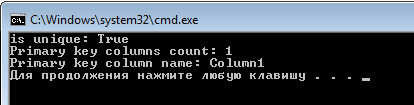 C:\Windows\system32\cmd.exe
is unique: True
Primary key columns count: 1
Primary key column name: Column1
Для продолжения нажмите любую клавишу . . . _